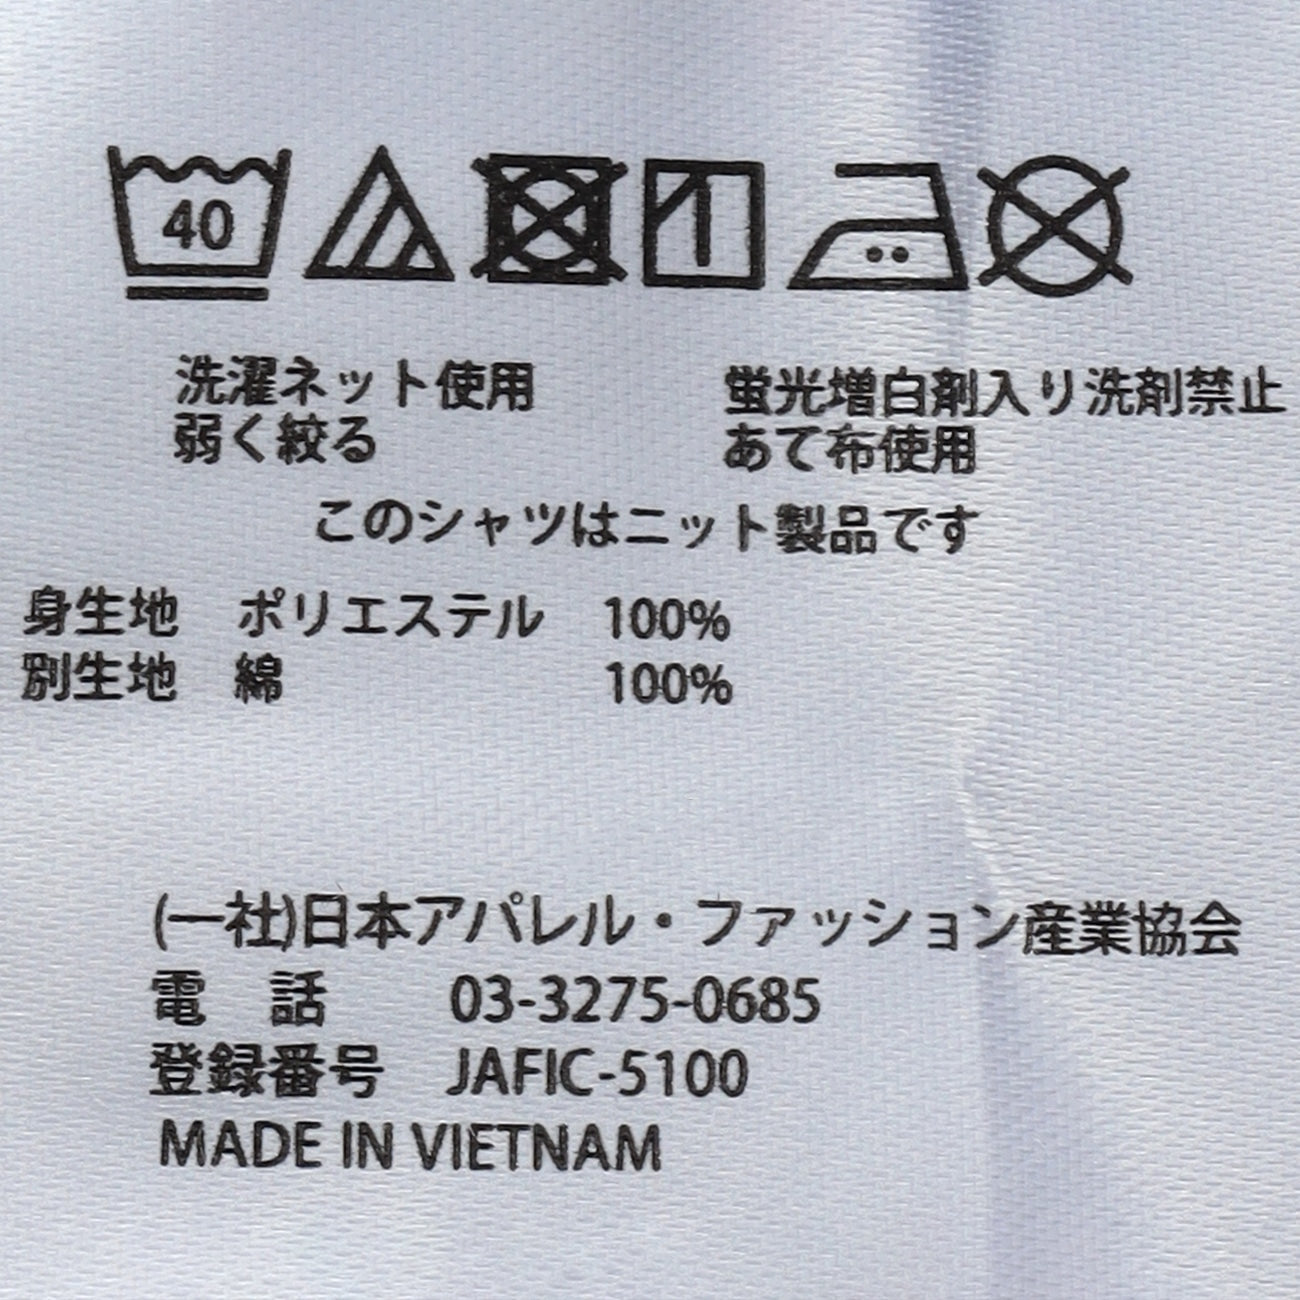 40
洗濯ネット使用 蛍光増白剤入り洗剤禁止
弱く絞る あて布使用
このシャツはニット製品です
身生地 ポリエステル 100%
別生地 綿 100%
(一社)日本アパレル・ファッション産業協会
電 話 03-3275-0685
登録番号 JAFIC-5100
MADE IN VIETNAM